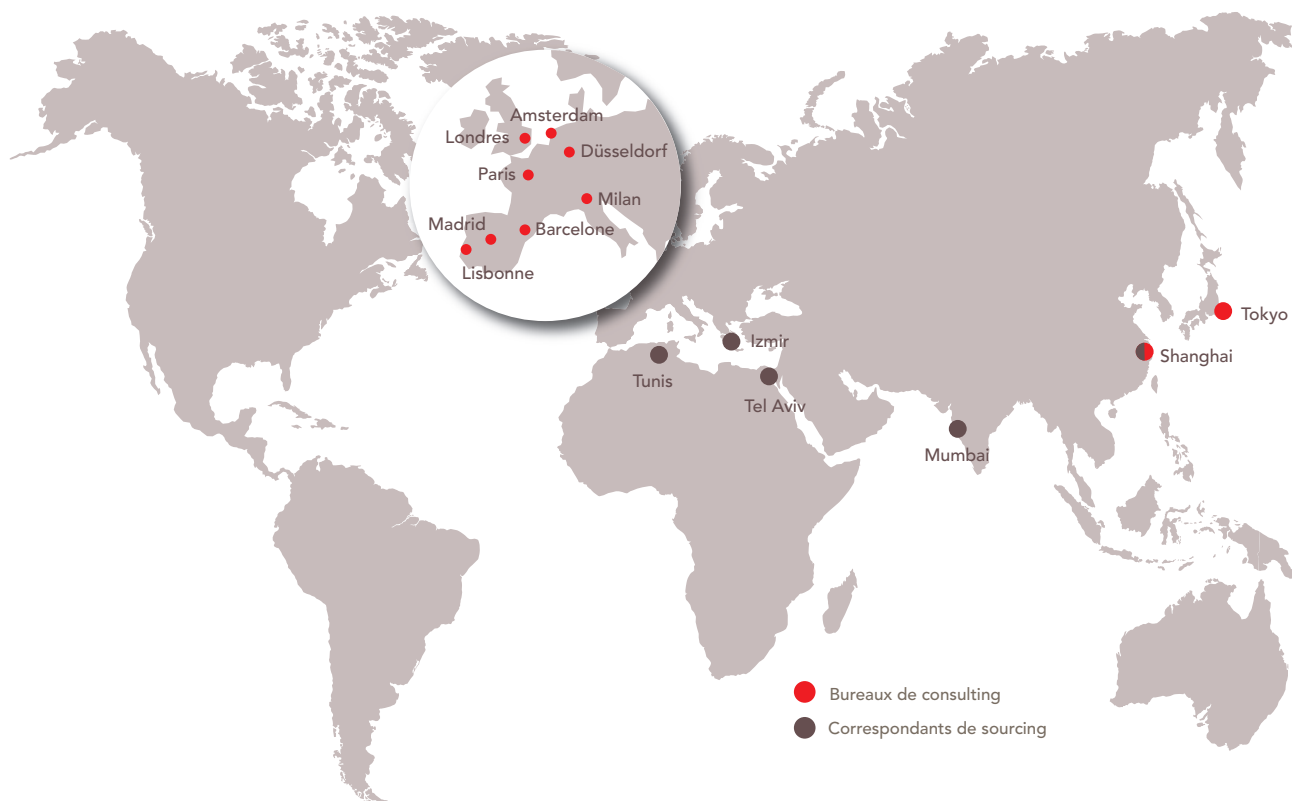 Amsterdam
Londres
Düsseldorf
Paris
Milan
Madrid
Barcelone
Lisbonne
Tokyo
Izmir
Shanghai
Tunis
Tel Aviv
Mumbai
Bureaux de consulting
Correspondants de sourcing